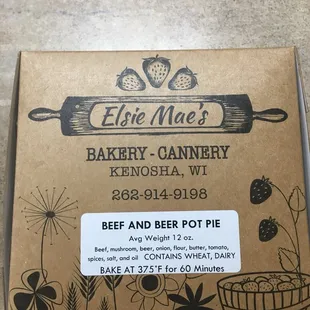 Elsie Mae's
BAKERY - CANNERY
KENOSHA, WI
262-914-9198
BEEF AND BEER POT PIE
Avg Weight 12 oz.
Beef, mushroom, beer, onion, flour, butter, tomato,
spices, salt, and oil CONTAINS WHEAT, DAIRY
BAKE AT 375°F for 60 Minutes